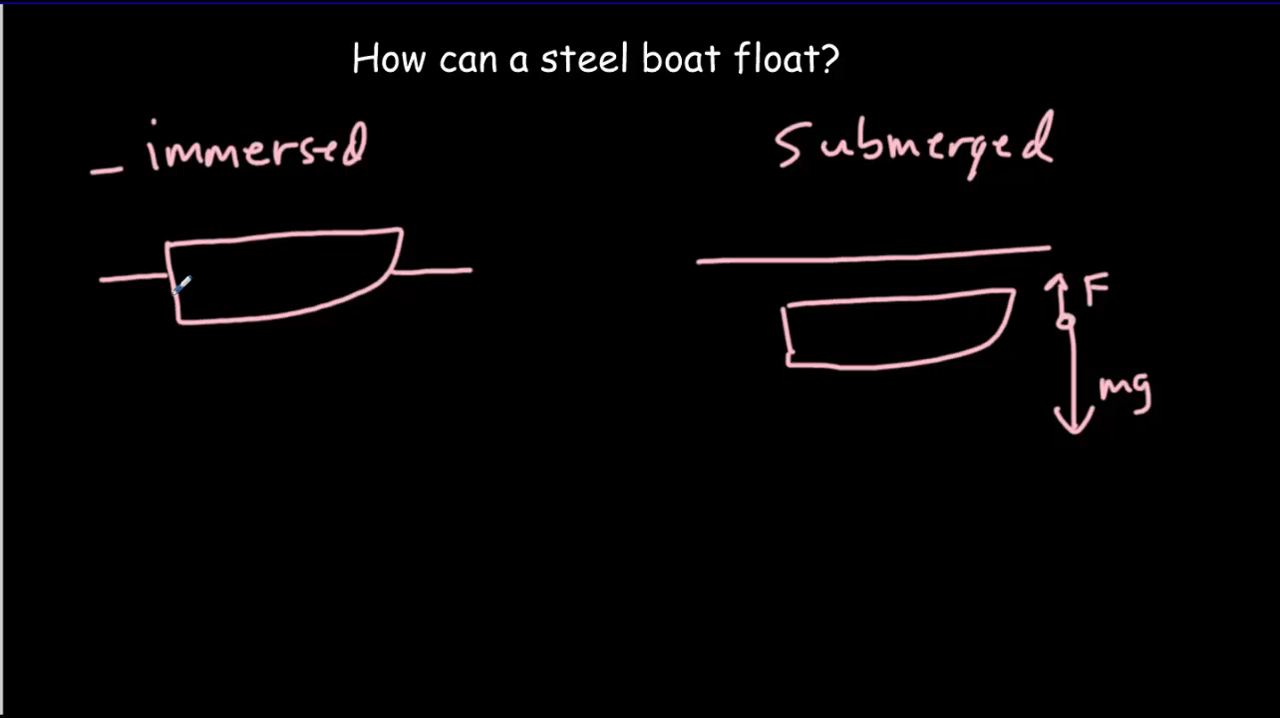 How can a steel boat float?
_ immersed
Submerged
F
mg